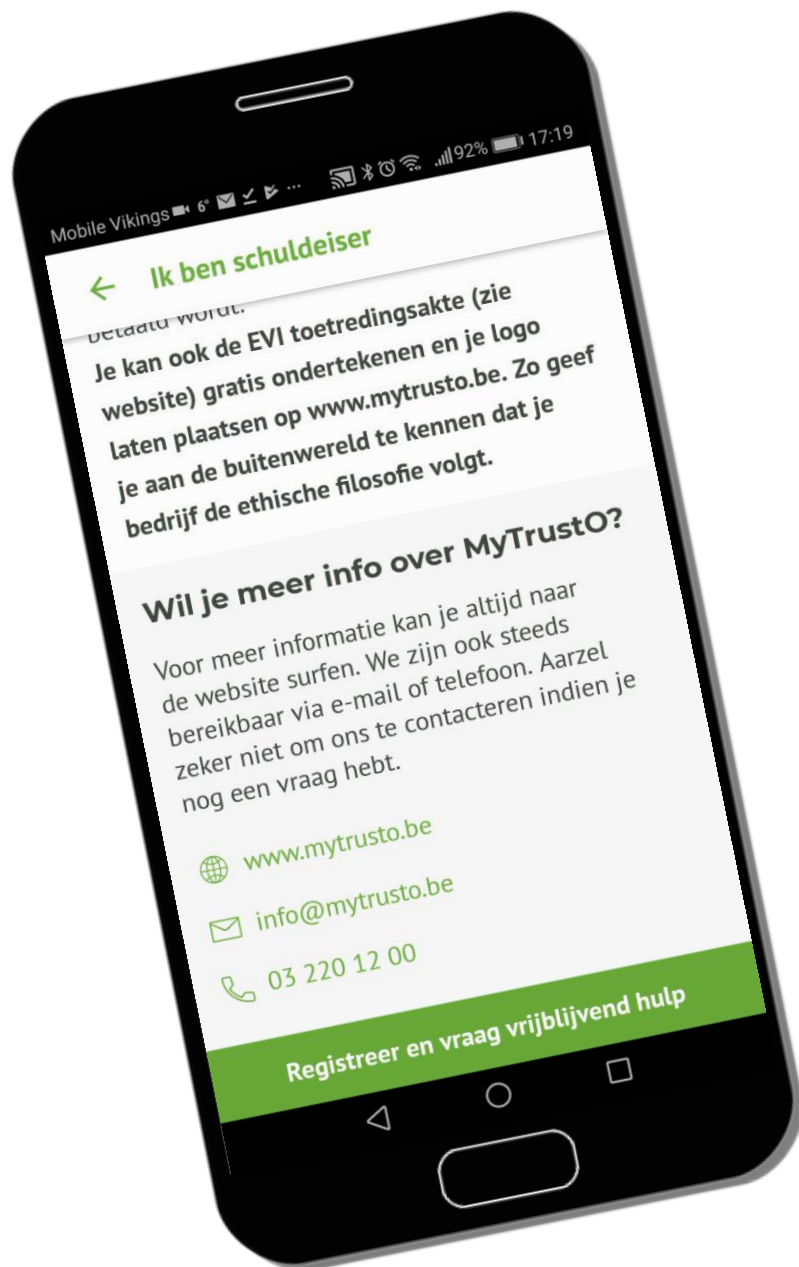 Mobile Vikings 6° ... 92% 17:19
Ik ben schuldeiser
betaald wordt.
Je kan ook de EVI toetredingsakte (zie
website) gratis ondertekenen en je logo
laten plaatsen op www.mytrusto.be. Zo geef
je aan de buitenwereld te kennen dat je
bedrijf de ethische filosofie volgt.
Wil je meer info over MyTrustO?
Voor meer informatie kan je altijd naar
de website surfen. We zijn ook steeds
bereikbaar via e-mail of telefoon. Aarzel
zeker niet om ons te contacteren indien je
nog een vraag hebt.
www.mytrusto.be
info@mytrusto.be
03 220 12 00
Registreer en vraag vrijblijvend hulp